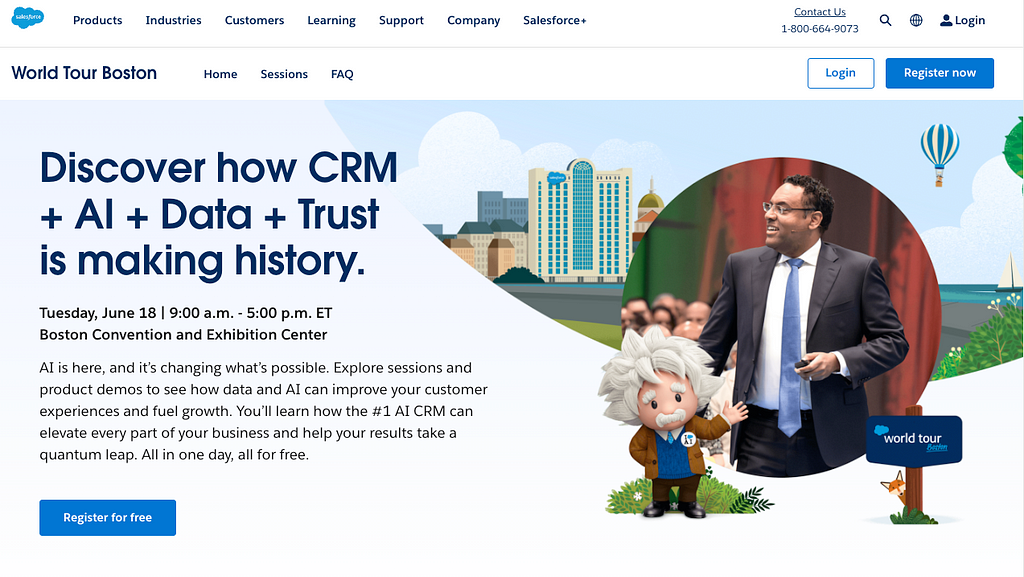 salesforce
Products Industries Customers Learning Support Company Salesforce+
Contact Us
1-800-664-9073
Login
World Tour Boston
Home Sessions FAQ
Login
Register now
Discover how CRM
+ AI + Data + Trust
is making history.
Tuesday, June 18 | 9:00 a.m. - 5:00 p.m. ET
Boston Convention and Exhibition Center
AI is here, and it’s changing what’s possible. Explore sessions and
product demos to see how data and AI can improve your customer
experiences and fuel growth. You’ll learn how the #1 AI CRM can
elevate every part of your business and help your results take a
quantum leap. All in one day, all for free.
Register for free
salesforce
I AI
world tour
Boston